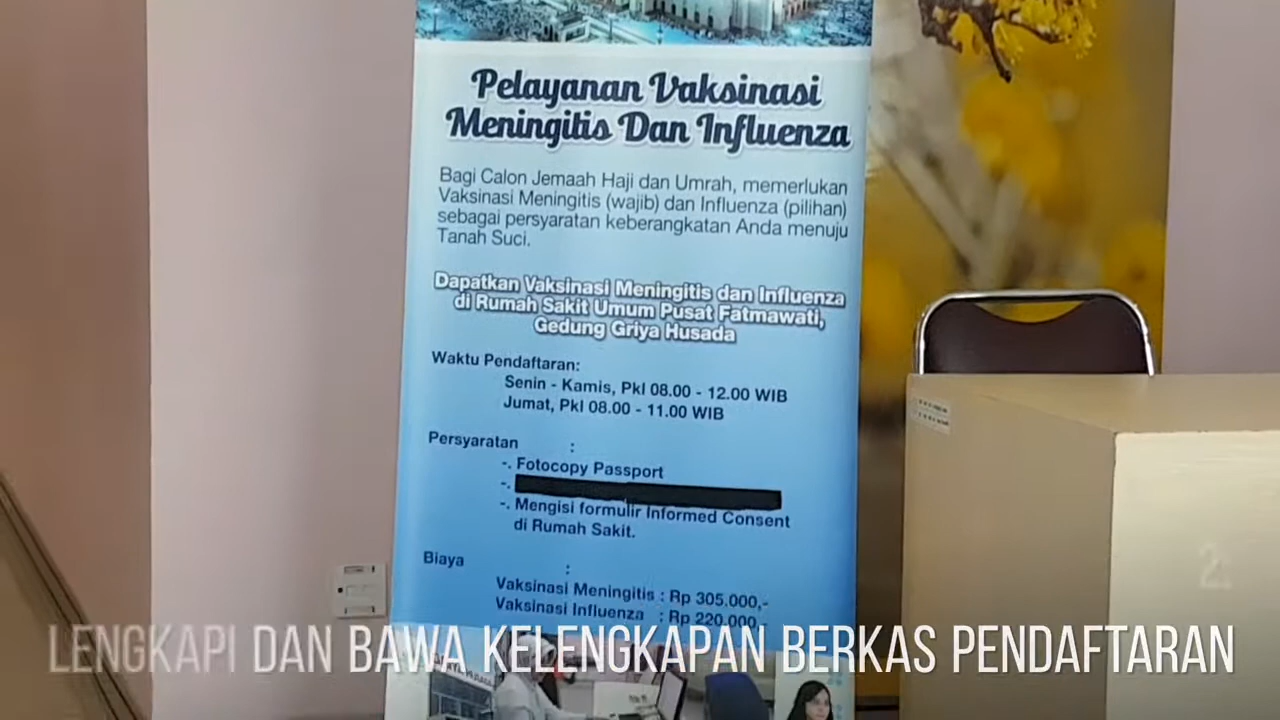 Pelayanan Vaksinasi
Meningitis Dan Influenza
Bagi Calon Jemaah Haji dan Umrah, memerlukan
Vaksinasi Meningitis (wajib) dan Influenza (pilihan)
sebagai persyaratan keberangkatan Anda menuju
Tanah Suci.
Dapatkan Vaksinasi Meningitis dan Influenza
di Rumah Sakit Umum Pusat Fatmawati,
Gedung Griya Husada
Waktu Pendaftaran:
Senin - Kamis, Pkl 08.00 - 12.00 WIB
Jumat, Pkl 08.00 - 11.00 WIB
Persyaratan :
-. Fotocopy Passport
-.
-. Mengisi formulir Informed Consent
di Rumah Sakit.
Biaya :
Vaksinasi Meningitis : Rp 305.000,-
Vaksinasi Influenza : Rp 220.000,-
LENGKAPI DAN BAWA KELENGKAPAN BERKAS PENDAFTARAN
2